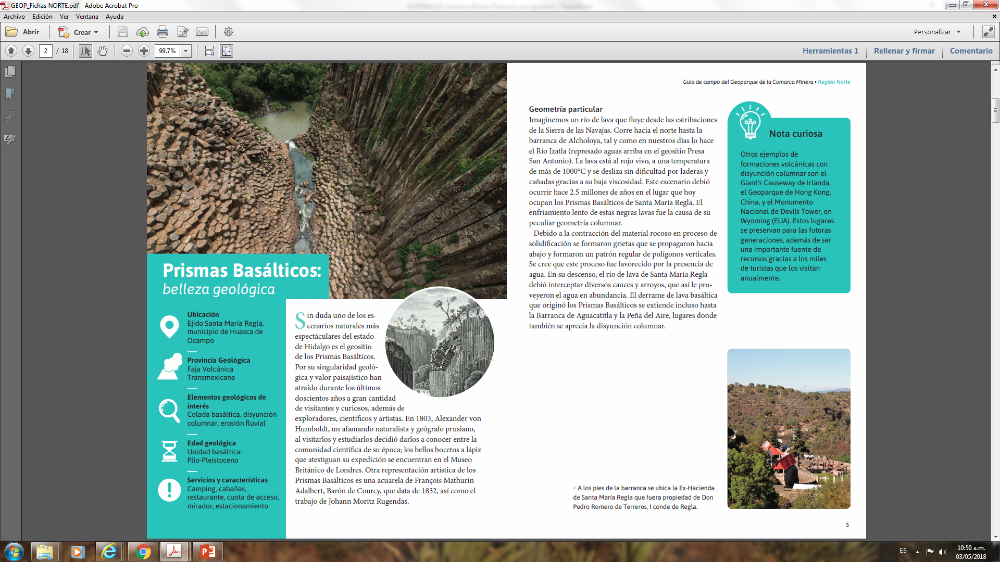 GEOP_Fichas NORTE.pdf - Adobe Acrobat Pro
Archivo Edición Ver Ventana Ayuda
Abrir Crear Personalizar
2 / 18 99.7% Herramientas 1 Rellenar y firmar Comentario
Prismas Basálticos:
belleza geológica
Ubicación
Ejido Santa María Regla,
municipio de Huasca de
Ocampo
Provincia Geológica
Faja Volcánica
Transmexicana
Elementos geológicos de
interés
Colada basáltica, disyunción
columnar, erosión fluvial
Edad geológica
Unidad basáltica:
Plio-Pleistoceno
Servicios y características
Camping, cabañas,
restaurante, cuota de acceso,
mirador, estacionamiento
Sin duda uno de los es-
cenarios naturales más
espectáculares del estado
de Hidalgo es el geositio
de los Prismas Basálticos.
Por su singularidad geoló-
gica y valor paisajístico han
atraído durante los últimos
doscientos años a gran cantidad
de visitantes y curiosos, además de
exploradores, científicos y artistas. En 1803, Alexander von
Humboldt, un afamando naturalista y geógrafo prusiano,
al visitarlos y estudiarlos decidió darlos a conocer entre la
comunidad científica de su época; los bellos bocetos a lápiz
que atestiguan su expedición se encuentran en el Museo
Británico de Londres. Otra representación artística de los
Prismas Basálticos es una acuarela de François Mathurin
Adalbert, Barón de Courcy, que data de 1832, así como el
trabajo de Johann Moritz Rugendas.
Guía de campo del Geoparque de la Comarca Minera • Región Norte
Geometría particular
Imaginemos un río de lava que fluye desde las estribaciones
de la Sierra de las Navajas. Corre hacia el norte hasta la
barranca de Alcholoya, tal y como en nuestros días lo hace
el Río Izatla (represado aguas arriba en el geositio Presa
San Antonio). La lava está al rojo vivo, a una temperatura
de más de 1000°C y se desliza sin dificultad por laderas y
cañadas gracias a su baja viscosidad. Este escenario debió
ocurrir hace 2.5 millones de años en el lugar que hoy
ocupan los Prismas Basálticos de Santa María Regla. El
enfriamiento lento de estas negras lavas fue la causa de su
peculiar geometría columnar.
Debido a la contracción del material rocoso en proceso de
solidificación se formaron grietas que se propagaron hacia
abajo y formaron un patrón regular de polígonos verticales.
Se cree que este proceso fue favorecido por la presencia de
agua. En su descenso, el río de lava de Santa María Regla
debió interceptar diversos cauces y arroyos, que así le pro-
veyeron el agua en abundancia. El derrame de lava basáltica
que originó los Prismas Basálticos se extiende incluso hasta
la Barranca de Aguacatitla y la Peña del Aire, lugares donde
también se aprecia la disyunción columnar.
Nota curiosa
Otros ejemplos de
formaciones volcánicas con
disyunción columnar son el
Giant's Causeway de Irlanda,
el Geoparque de Hong Kong,
China, y el Monumento
Nacional de Devils Tower, en
Wyoming (EUA). Estos lugares
se preservan para las futuras
generaciones, además de ser
una importante fuente de
recursos gracias a los miles
de turistas que los visitan
anualmente.
› A los pies de la barranca se ubica la Ex-Hacienda
de Santa María Regla que fuera propiedad de Don
Pedro Romero de Terreros, I conde de Regla.
5
ES
10:50 a.m.
03/05/2018